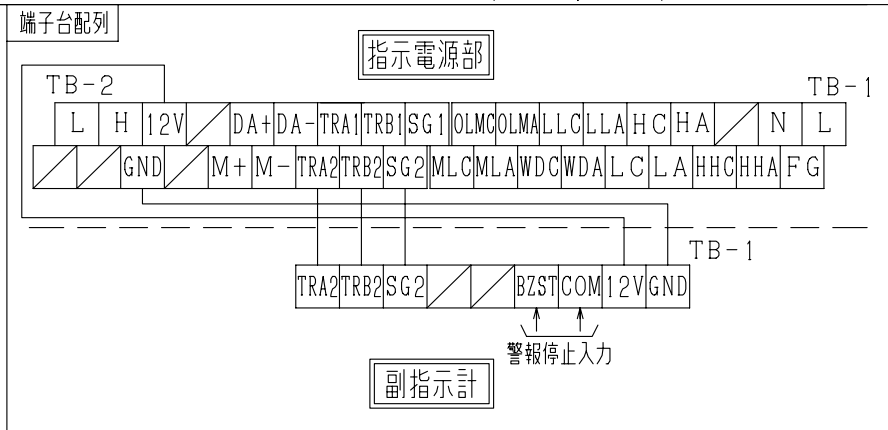 端子台配列
指示電源部
TB-2 TB-1
L H 12V DA+ DA- TRA1 TRB1 SG1 OLMC OLMA LLC LLA HC HA N L
GND M+ M- TRA2 TRB2 SG2 MLC MLA WDC WDA LC LA HHC HHA FG
TB-1
TRA2 TRB2 SG2 BZST COM 12V GND
警報停止入力
副指示計